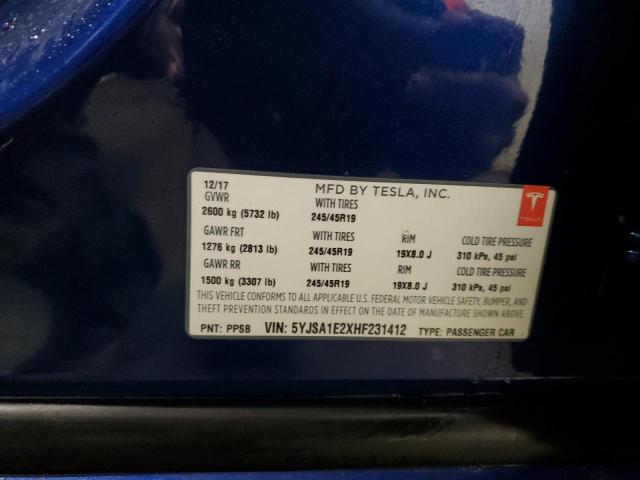 12/17 MFD BY TESLA, INC.
GVWR WITH TIRES
2600 kg (5732 lb) 245/45R19
GAWR FRT WITH TIRES RIM COLD TIRE PRESSURE
1276 kg (2813 lb) 245/45R19 19X8.0 J 310 kPa, 45 psi
GAWR RR WITH TIRES RIM COLD TIRE PRESSURE
1500 kg (3307 lb) 245/45R19 19X8.0 J 310 kPa, 45 psi
THIS VEHICLE CONFORMS TO ALL APPLICABLE U.S. FEDERAL MOTOR VEHICLE SAFETY, BUMPER, AND
THEFT PREVENTION STANDARDS IN EFFECT ON THE DATE OF MANUFACTURE SHOWN ABOVE.
PNT: PPSB VIN: 5YJSA1E2XHF231412 TYPE: PASSENGER CAR
TESLA